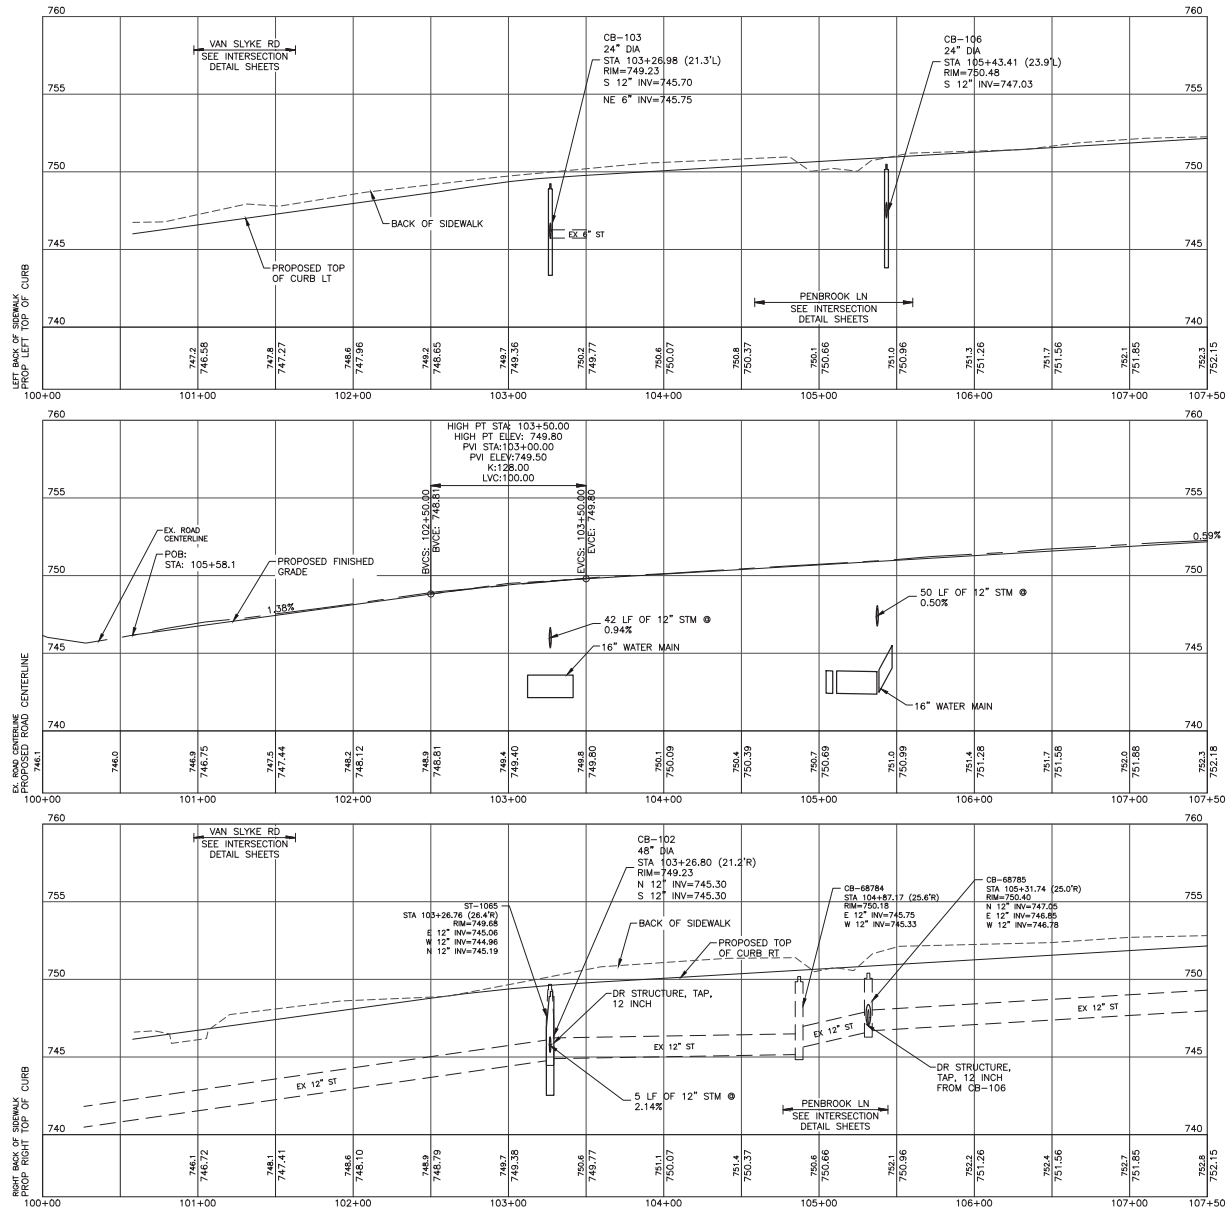 760
760
VAN SLYKE RD
SEE INTERSECTION
DETAIL SHEETS
CB-103
24" DIA
STA 103+26.98 (21.3'L)
RIM=749.23
S 12" INV=745.70
NE 6" INV=745.75
CB-106
24" DIA
STA 105+43.41 (23.9'L)
RIM=750.48
S 12" INV=747.03
755
755
750
750
BACK OF SIDEWALK
EX 6" ST
745
745
PROPOSED TOP
OF CURB LT
PENBROOK LN
SEE INTERSECTION
DETAIL SHEETS
740
740
LEFT BACK OF SIDEWALK
PROP LEFT TOP OF CURB
747.2
746.58
747.8
747.27
748.6
747.96
749.2
748.65
749.7
749.36
750.2
749.77
750.6
750.07
750.8
750.37
750.1
750.66
751.0
750.96
751.3
751.26
751.7
751.56
752.1
751.85
752.3
752.15
100+00
101+00
102+00
103+00
104+00
105+00
106+00
107+00
107+50
760
760
HIGH PT STA: 103+50.00
HIGH PT ELEV: 749.80
PVI STA:103+00.00
PVI ELEV:749.50
K:128.00
LVC:100.00
755
755
BVCS: 102+50.00
BVCE: 748.81
EVCS: 103+50.00
EVCE: 749.80
EX. ROAD
CENTERLINE
POB:
STA: 105+58.1
PROPOSED FINISHED
GRADE
0.59%
750
750
1.38%
42 LF OF 12" STM @
0.94%
50 LF OF 12" STM @
0.50%
745
745
16" WATER MAIN
16" WATER MAIN
740
740
EX. ROAD CENTERLINE
PROPOSED ROAD CENTERLINE
746.1
746.0
746.9
746.75
747.5
747.44
748.2
748.12
748.9
748.81
749.4
749.40
749.8
749.80
750.1
750.09
750.4
750.39
750.7
750.69
751.0
750.99
751.4
751.28
751.7
751.58
752.0
751.88
752.3
752.18
100+00
101+00
102+00
103+00
104+00
105+00
106+00
107+00
107+50
760
760
VAN SLYKE RD
SEE INTERSECTION
DETAIL SHEETS
CB-102
48" DIA
STA 103+26.80 (21.2'R)
RIM=749.23
N 12" INV=745.30
S 12" INV=745.30
ST-1065
STA 103+26.76 (26.4'R)
RIM=749.68
E 12" INV=745.06
W 12" INV=744.96
N 12" INV=745.19
CB-68784
STA 104+87.17 (25.6'R)
RIM=750.18
E 12" INV=745.75
W 12" INV=745.33
CB-68785
STA 105+31.74 (25.0'R)
RIM=750.40
N 12" INV=747.05
E 12" INV=746.85
W 12" INV=746.78
755
755
BACK OF SIDEWALK
PROPOSED TOP
OF CURB RT
750
750
DR STRUCTURE, TAP,
12 INCH
EX 12" ST
EX 12" ST
745
745
EX 12" ST
DR STRUCTURE,
TAP, 12 INCH
FROM CB-106
5 LF OF 12" STM @
2.14%
PENBROOK LN
SEE INTERSECTION
DETAIL SHEETS
740
740
RIGHT BACK OF SIDEWALK
PROP RIGHT TOP OF CURB
746.1
746.72
748.1
747.41
748.6
748.10
748.9
748.79
749.7
749.38
750.6
749.77
751.1
750.07
751.4
750.37
750.6
750.66
752.1
750.96
752.2
751.26
752.4
751.56
752.7
751.85
752.8
752.15
100+00
101+00
102+00
103+00
104+00
105+00
106+00
107+00
107+50